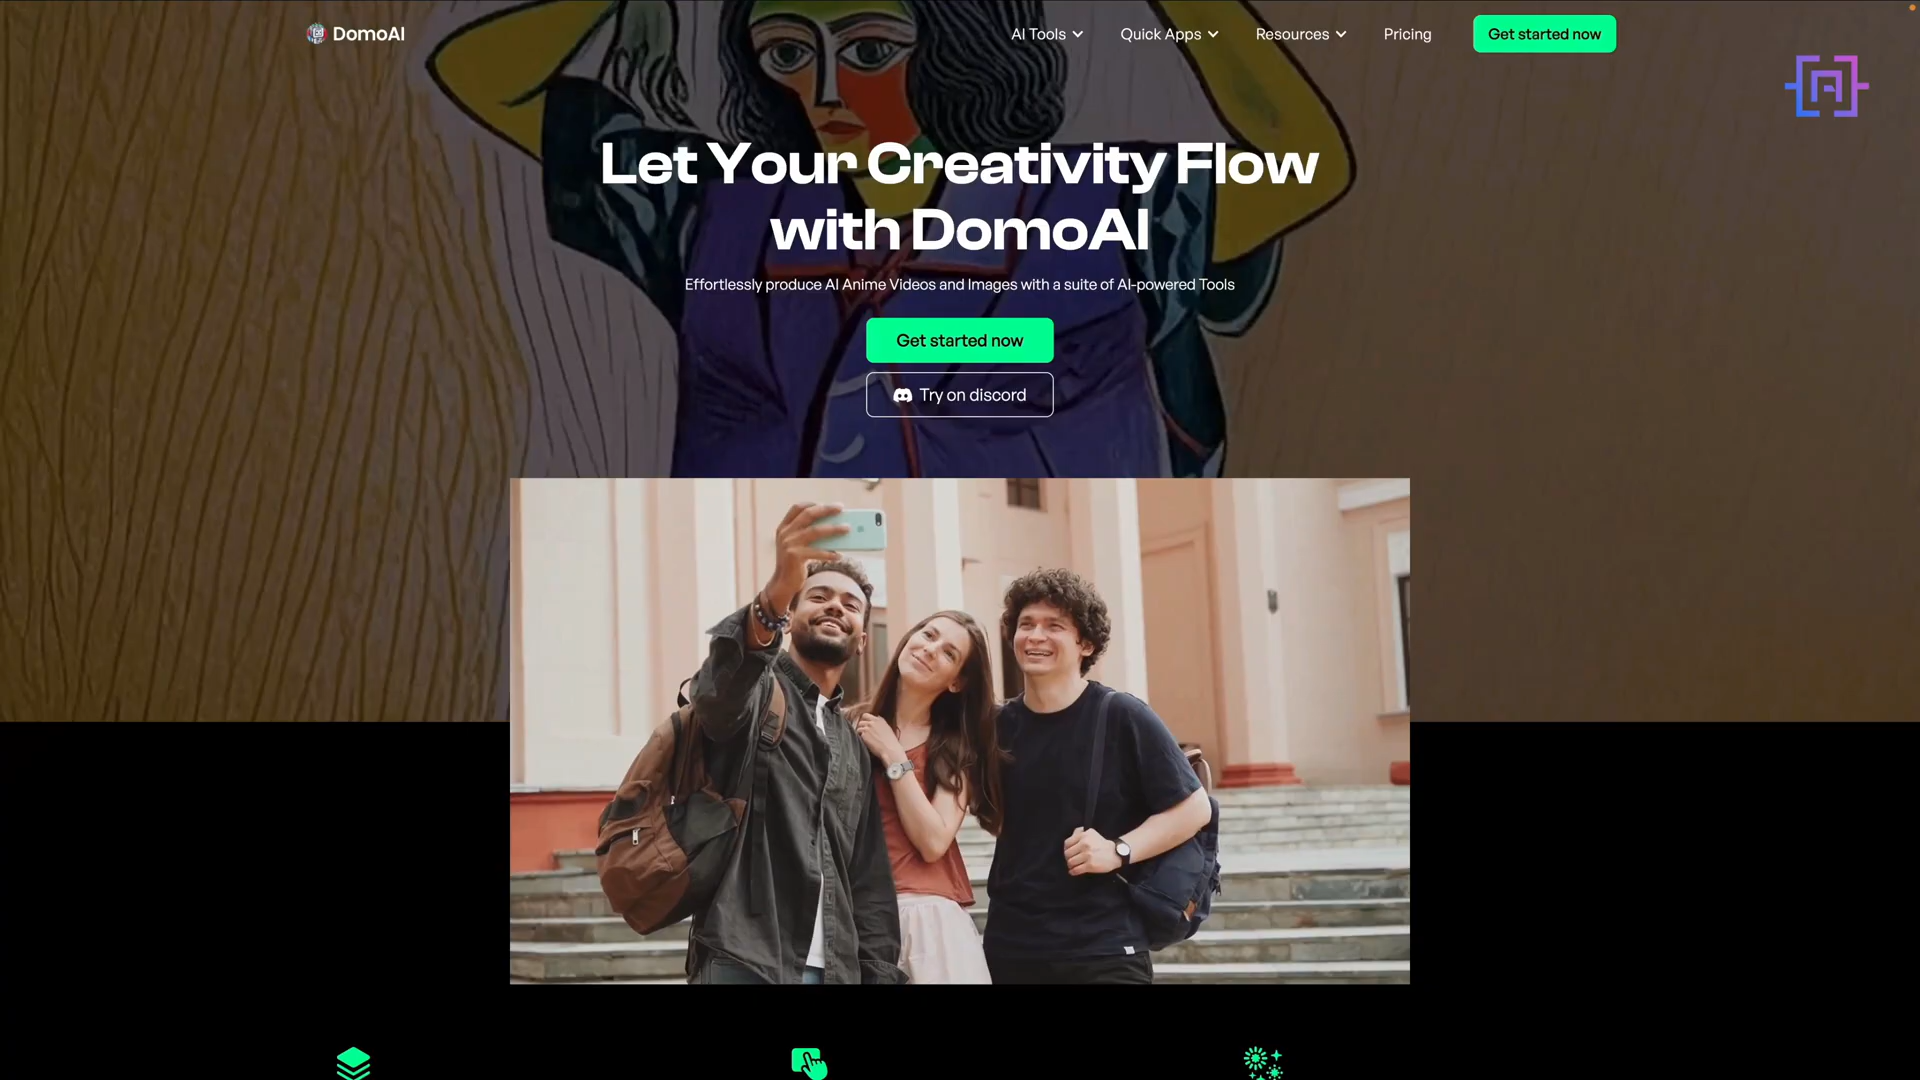 DomoAI
AI Tools
Quick Apps
Resources
Pricing
Get started now
Let Your Creativity Flow
with DomoAI
Effortlessly produce AI Anime Videos and Images with a suite of AI-powered Tools
Get started now
Try on discord